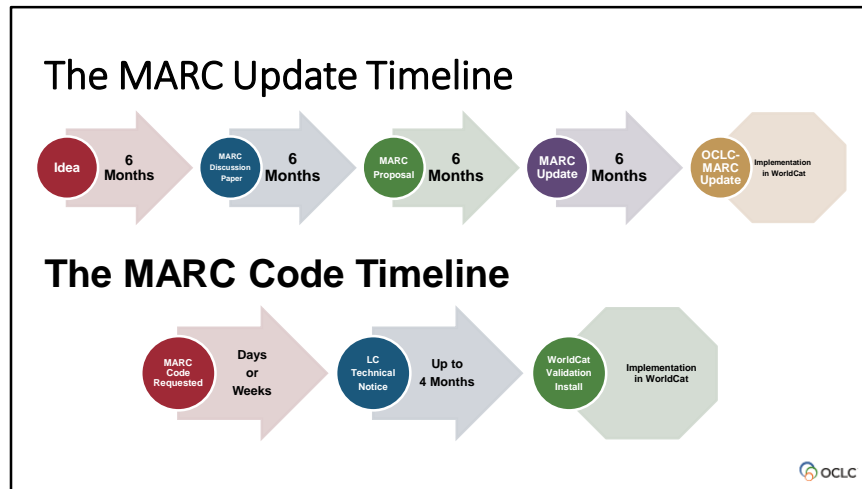 The MARC Update Timeline
Idea
6
Months
MARC
Discussion
Paper
6
Months
MARC
Proposal
6
Months
MARC
Update
6
Months
OCLC-
MARC
Update
Implementation
in WorldCat
The MARC Code Timeline
MARC
Code
Requested
Days
or
Weeks
LC
Technical
Notice
Up to
4 Months
WorldCat
Validation
Install
Implementation
in WorldCat
OCLC